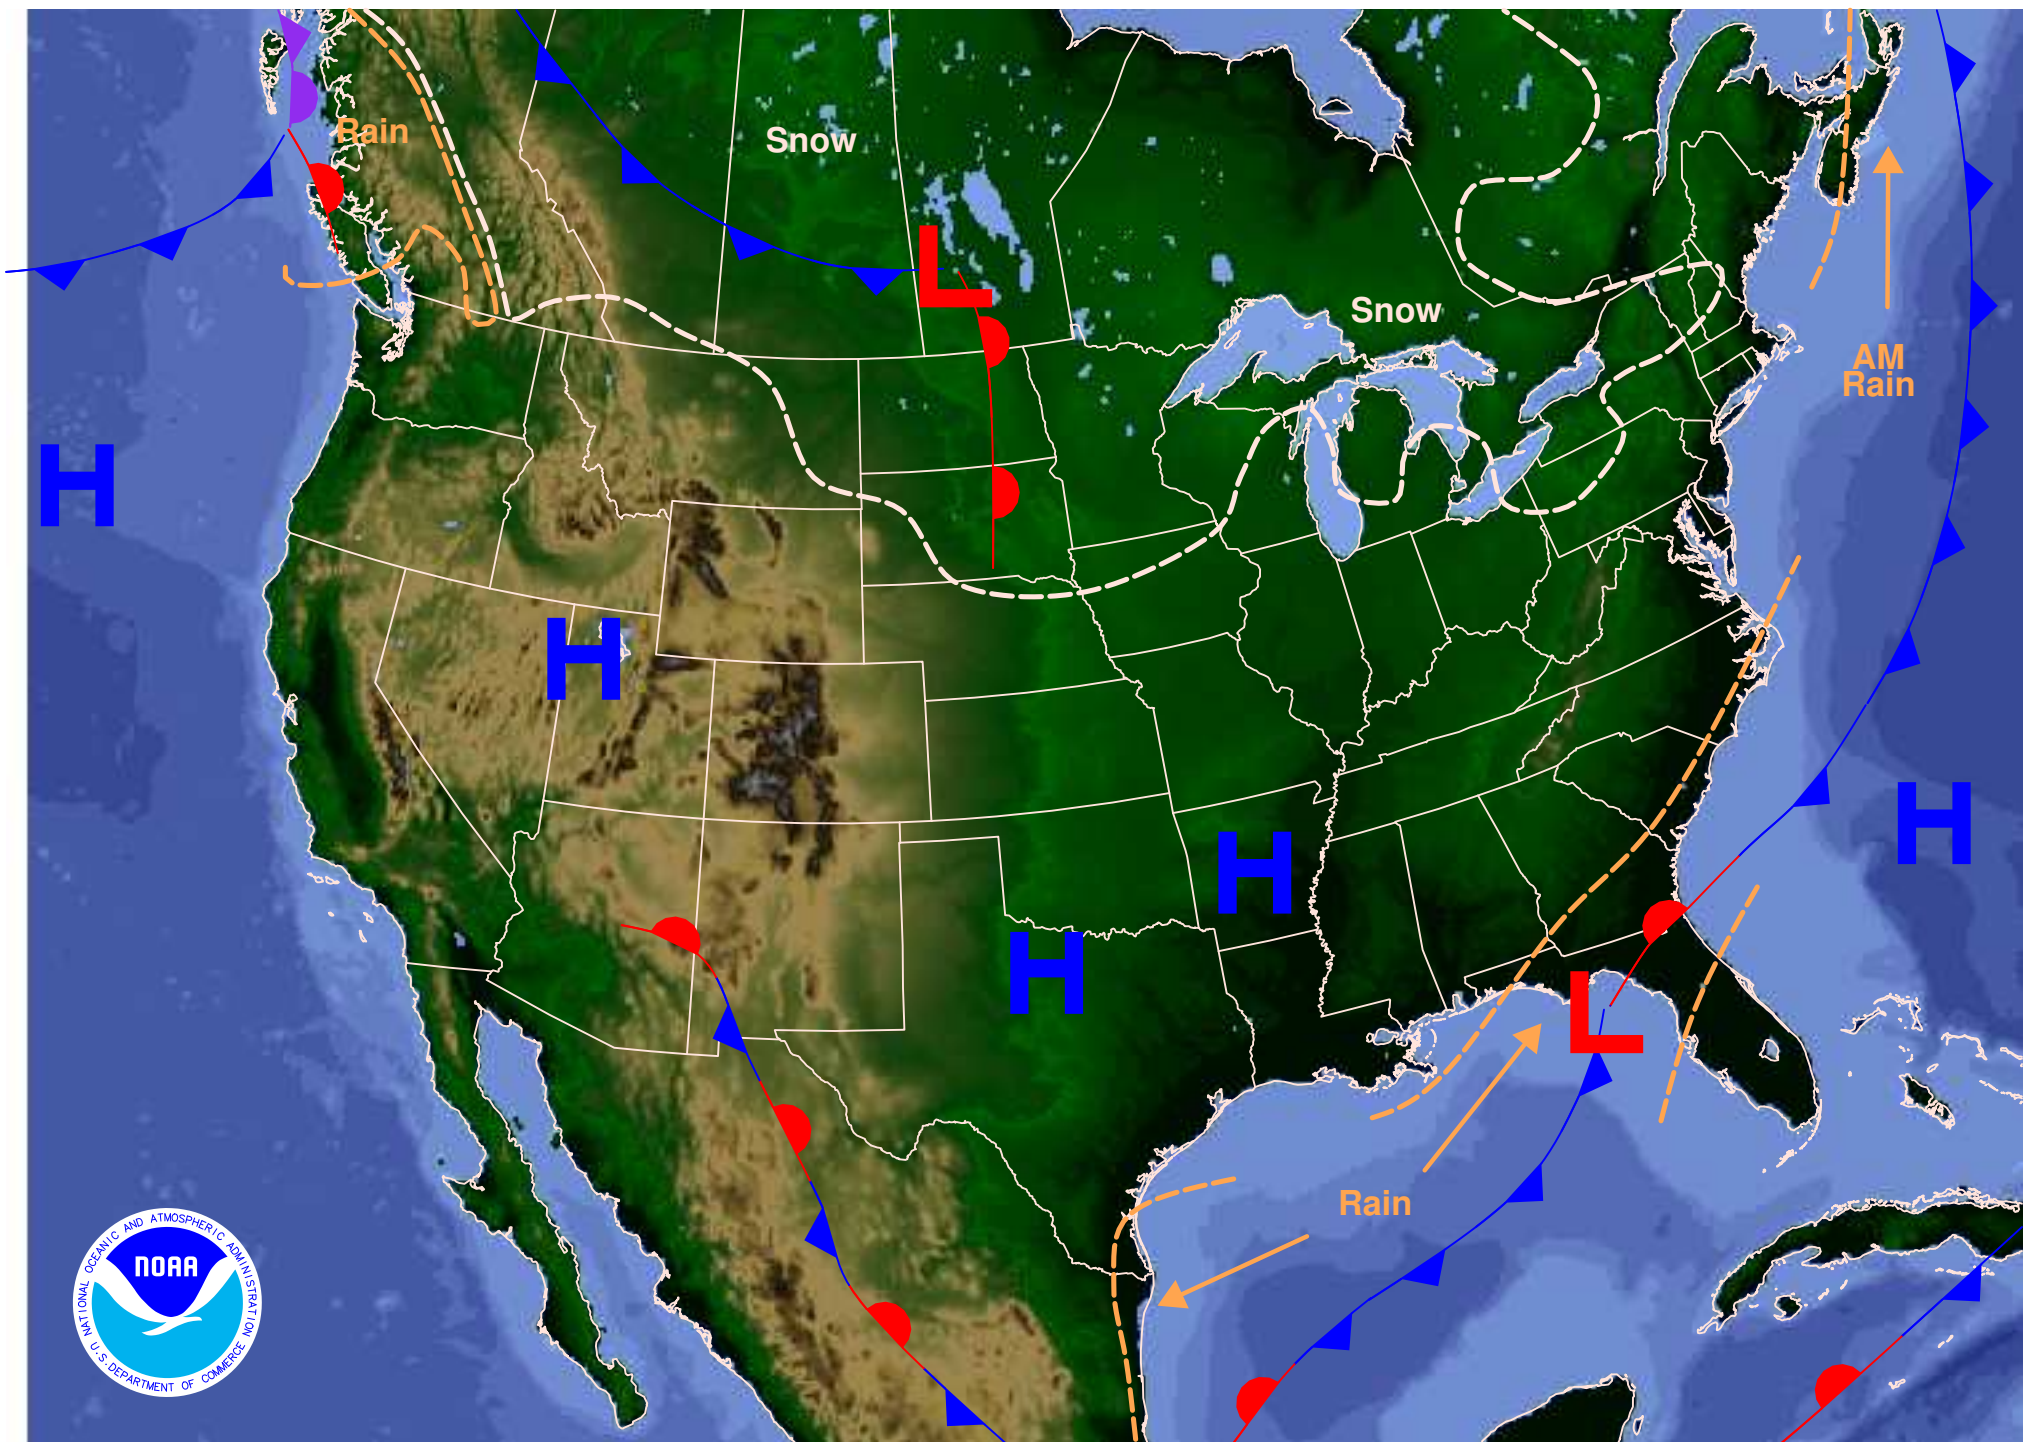 Rain
Snow
L
Snow
AM
Rain
H
H
H
H
H
L
Rain
NATIONAL OCEANIC AND ATMOSPHERIC ADMINISTRATION
NOAA
U.S. DEPARTMENT OF COMMERCE